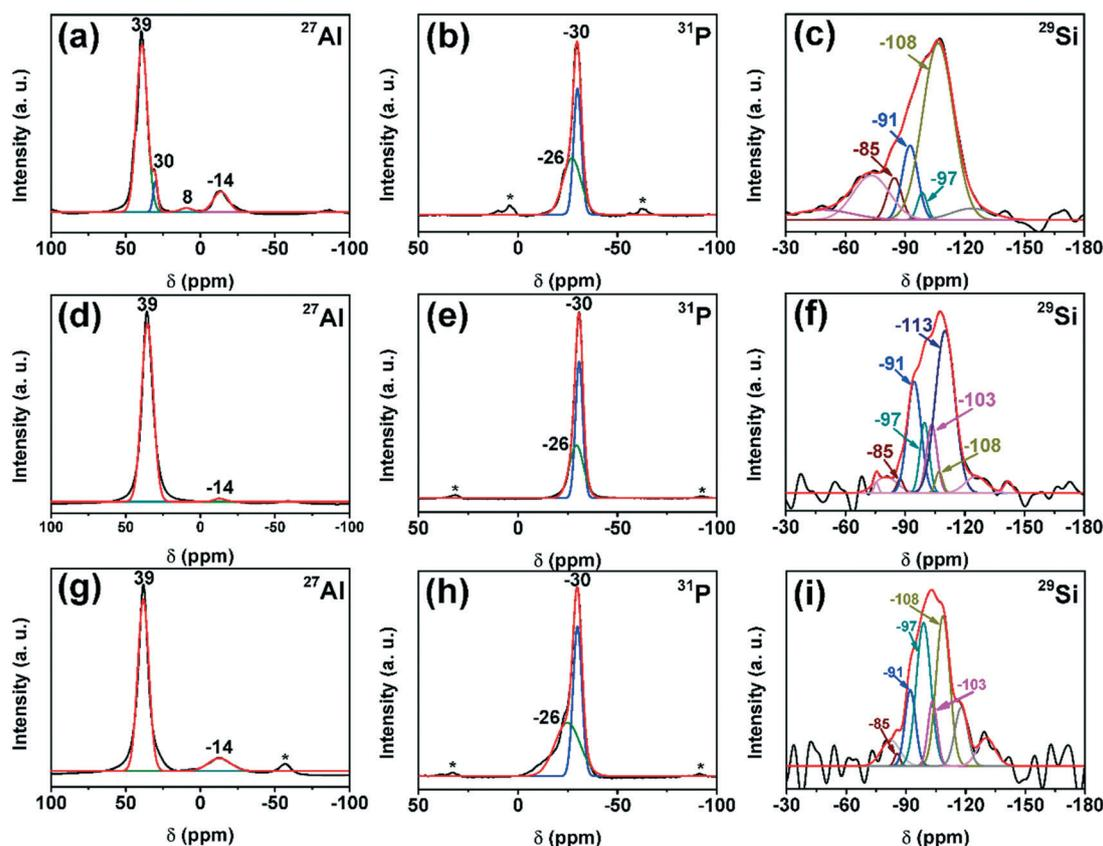 (a)
39
²⁷Al
30
8
-14
Intensity (a. u.)
100 50 0 -50 -100
δ (ppm)
(b)
-30
³¹P
-26
*
*
Intensity (a. u.)
50 0 -50 -100
δ (ppm)
(c)
-108
²⁹Si
-91
-85
-97
Intensity (a. u.)
-30 -60 -90 -120 -150 -180
δ (ppm)
(d)
39
²⁷Al
-14
Intensity (a. u.)
100 50 0 -50 -100
δ (ppm)
(e)
-30
³¹P
-26
*
*
Intensity (a. u.)
50 0 -50 -100
δ (ppm)
(f)
²⁹Si
-113
-91
-103
-97
-108
-85
Intensity (a. u.)
-30 -60 -90 -120 -150 -180
δ (ppm)
(g)
39
²⁷Al
-14
*
Intensity (a. u.)
100 50 0 -50 -100
δ (ppm)
(h)
-30
³¹P
-26
*
*
Intensity (a. u.)
50 0 -50 -100
δ (ppm)
(i)
²⁹Si
-108
-97
-91
-103
-85
Intensity (a. u.)
-30 -60 -90 -120 -150 -180
δ (ppm)